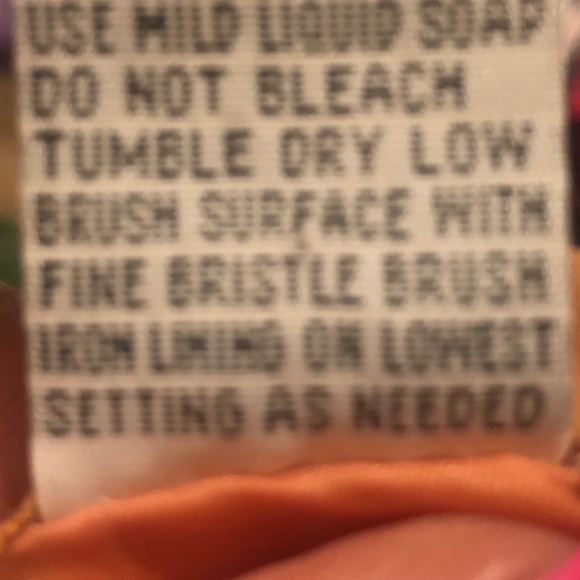 USE MILD LIQUID SOAP
DO NOT BLEACH
TUMBLE DRY LOW
BRUSH SURFACE WITH
FINE BRISTLE BRUSH
IRON LINING ON LOWEST
SETTING AS NEEDED